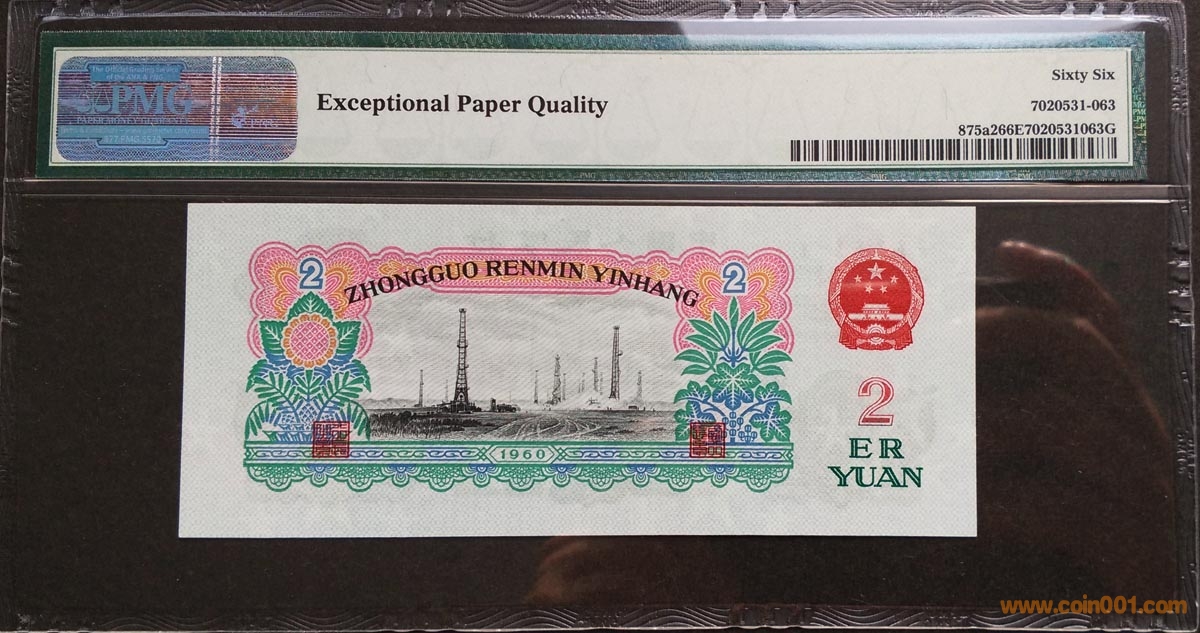 PMG
Exceptional Paper Quality
Sixty Six
7020531-063
875a266E7020531063G
2
ZHONGGUO RENMIN YINHANG
2
1960
2
ER
YUAN
www.coin001.com